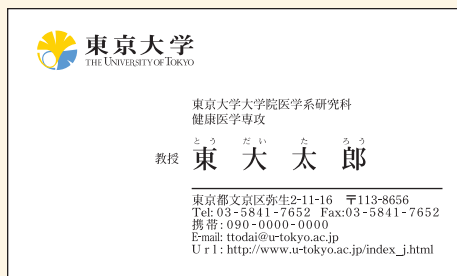 東京大学
THE UNIVERSITY OF TOKYO
東京大学大学院医学系研究科
健康医学専攻
とう だい た ろう
教授 東 大 太 郎
東京都文京区弥生2-11-16 〒113-8656
Tel: 03-5841-7652 Fax:03-5841-7652
携帯: 090-0000-0000
E-mail: ttodai@u-tokyo.ac.jp
Url: http://www.u-tokyo.ac.jp/index_j.html